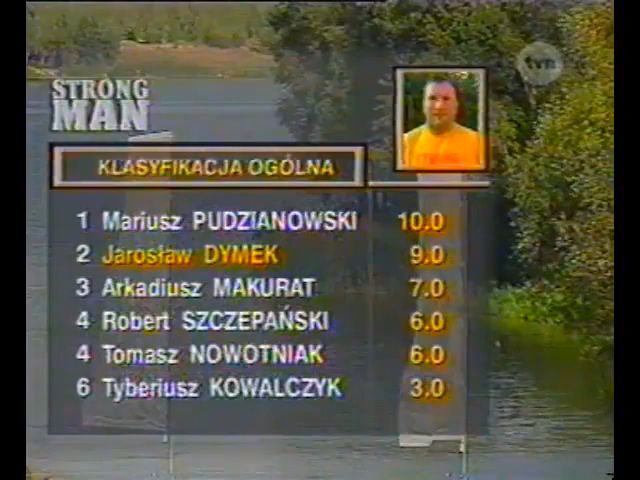 STRONG
MAN
tvn
KLASYFIKACJA OGÓLNA
1 Mariusz PUDZIANOWSKI 10.0
2 Jarosław DYMEK 9.0
3 Arkadiusz MAKURAT 7.0
4 Robert SZCZEPAŃSKI 6.0
4 Tomasz NOWOTNIAK 6.0
6 Tyberiusz KOWALCZYK 3.0